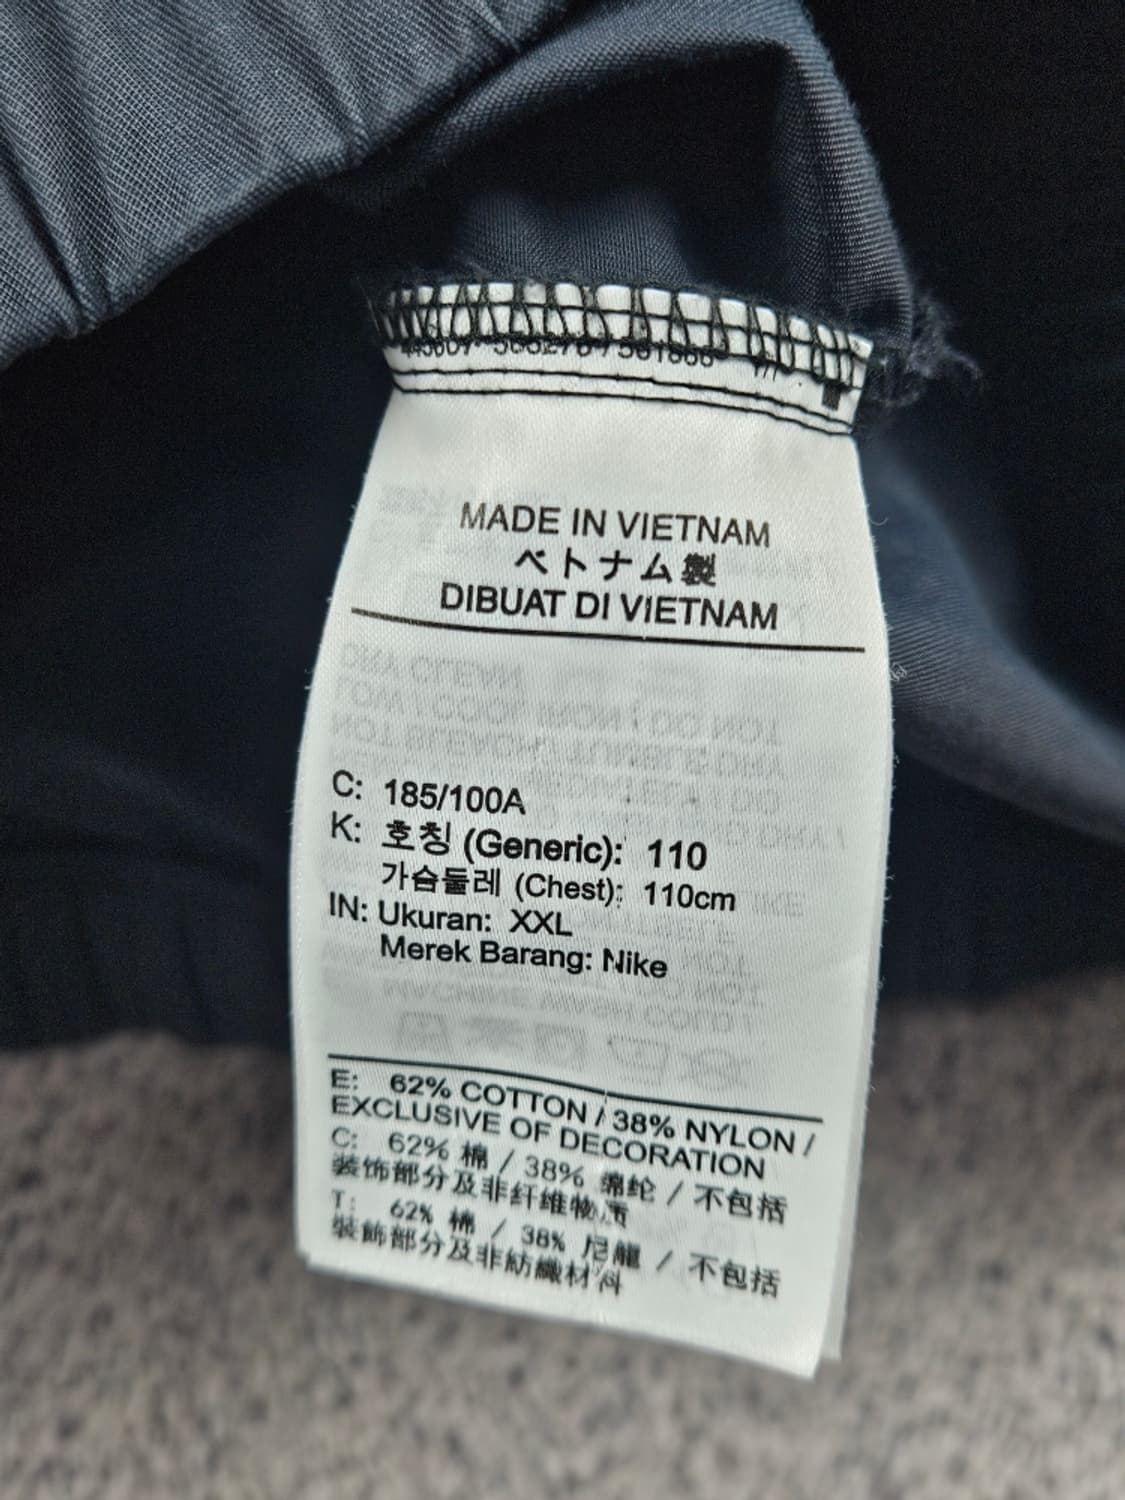 MADE IN VIETNAM
ベトナム製
DIBUAT DI VIETNAM
C: 185/100A
K: 호칭 (Generic): 110
가슴둘레 (Chest): 110cm
IN: Ukuran: XXL
Merek Barang: Nike
E: 62% COTTON / 38% NYLON /
EXCLUSIVE OF DECORATION
C: 62% 棉 / 38% 锦纶 / 不包括
装饰部分及非纤维物质
T: 62% 棉 / 38% 尼龍 / 不包括
裝飾部分及非紡織材料